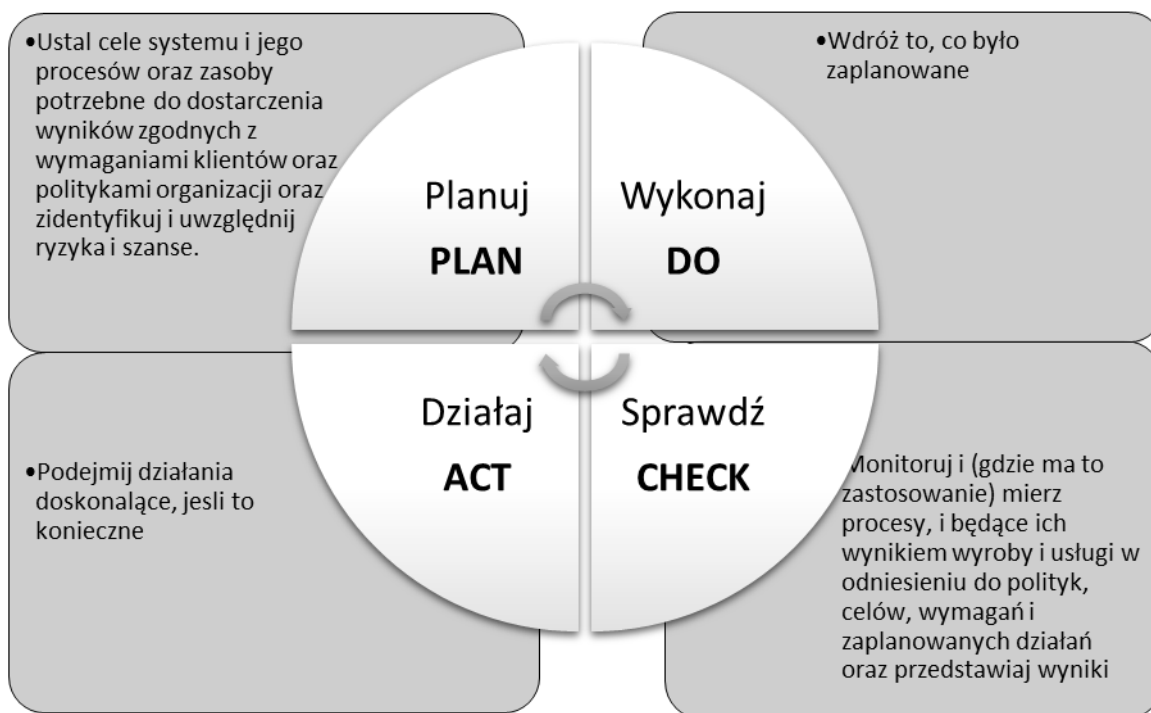 •Ustal cele systemu i jego
procesów oraz zasoby
potrzebne do dostarczenia
wyników zgodnych z
wymaganiami klientów oraz
politykami organizacji oraz
zidentyfikuj i uwzględnij
ryzyka i szanse.
Planuj
PLAN
•Wdróż to, co było
zaplanowane
Wykonaj
DO
•Podejmij działania
doskonalące, jesli to
konieczne
Działaj
ACT
Sprawdź
CHECK
Monitoruj i (gdzie ma to
zastosowanie) mierz
procesy, i będące ich
wynikiem wyroby i usługi w
odniesieniu do polityk,
celów, wymagań i
zaplanowanych działań
oraz przedstawiaj wyniki